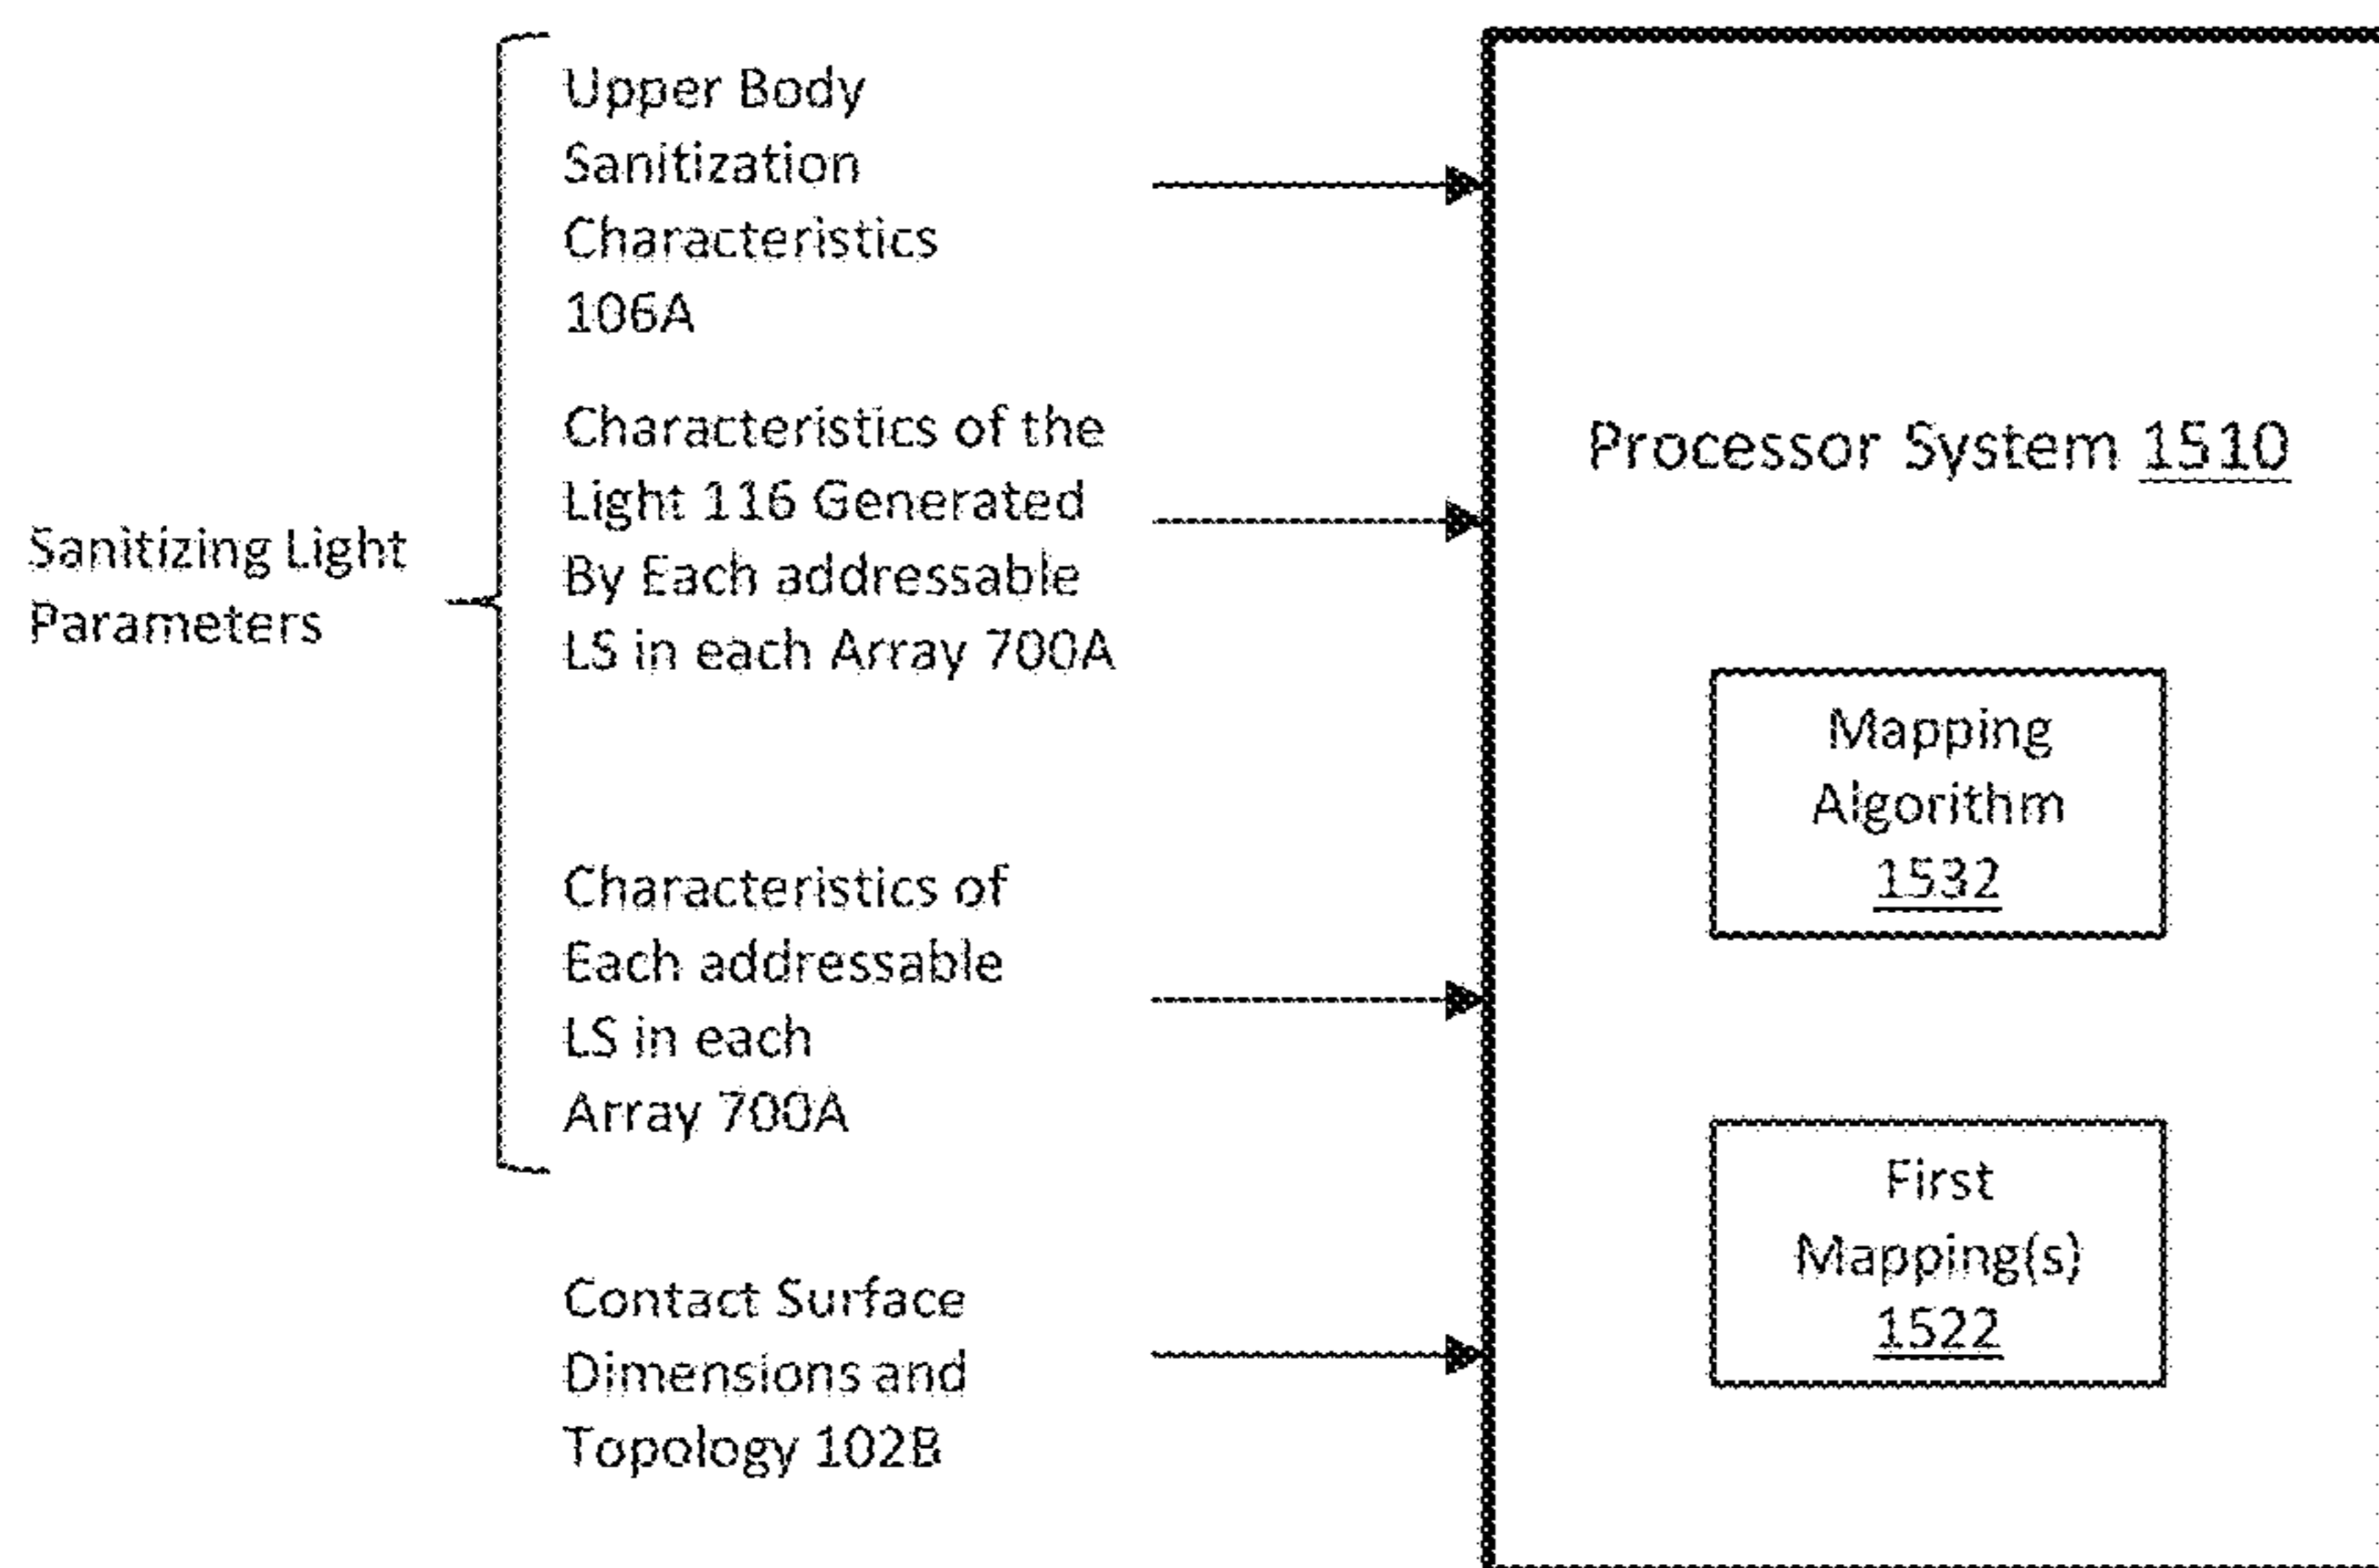 Sanitizing Light
Parameters
Upper Body
Sanitization
Characteristics
106A
Characteristics of the
Light 116 Generated
By Each addressable
LS in each Array 700A
Characteristics of
Each addressable
LS in each
Array 700A
Contact Surface
Dimensions and
Topology 102B
Processor System 1510
Mapping
Algorithm
1532
First
Mapping(s)
1522